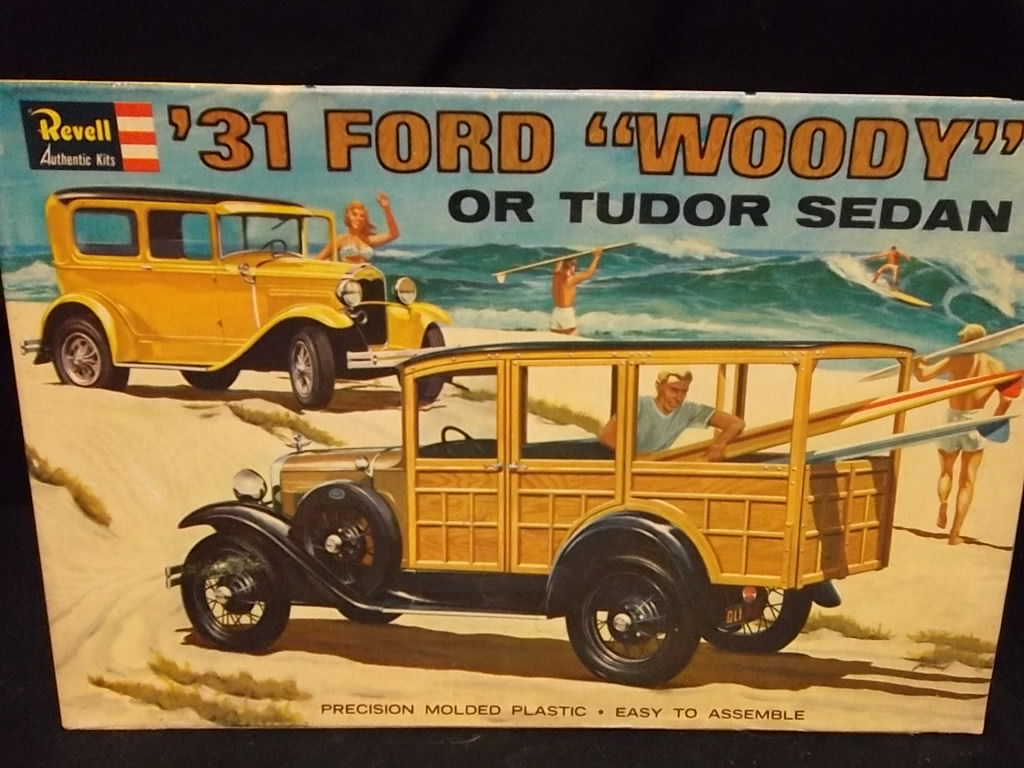 Revell
Authentic Kits
'31 FORD "WOODY"
OR TUDOR SEDAN
PRECISION MOLDED PLASTIC • EASY TO ASSEMBLE